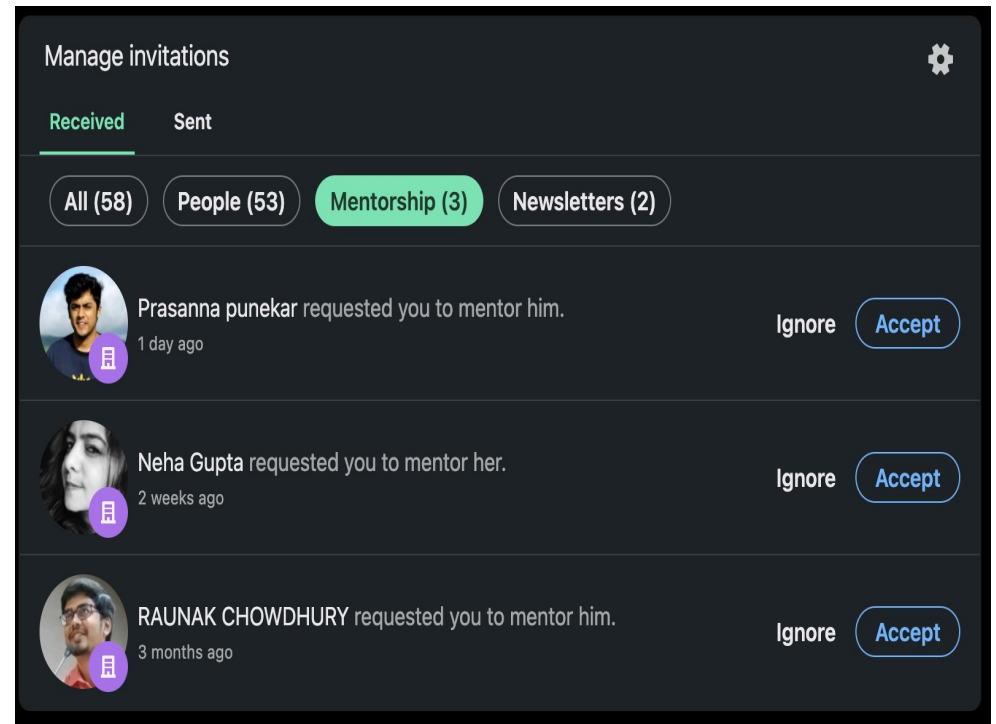 Manage invitations
Received Sent
All (58) People (53) Mentorship (3) Newsletters (2)
Prasanna punekar requested you to mentor him.
1 day ago
Ignore Accept
Neha Gupta requested you to mentor her.
2 weeks ago
Ignore Accept
RAUNAK CHOWDHURY requested you to mentor him.
3 months ago
Ignore Accept